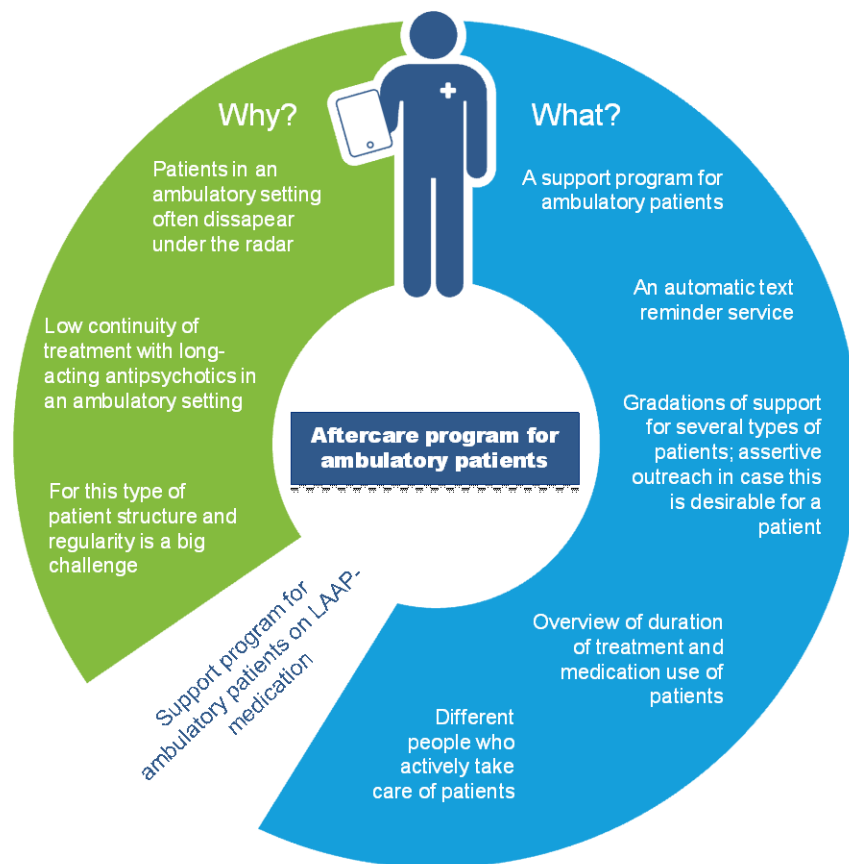 Why?
Patients in an
ambulatory setting
often dissapear
under the radar
Low continuity of
treatment with long-
acting antipsychotics in
an ambulatory setting
For this type of
patient structure and
regularity is a big
challenge
What?
A support program for
ambulatory patients
An automatic text
reminder service
Gradations of support
for several types of
patients; assertive
outreach in case this
is desirable for a
patient
Overview of duration
of treatment and
medication use of
patients
Different
people who
actively take
care of patients
Aftercare program for
ambulatory patients
Support program for
ambulatory patients on LAAP-
medication